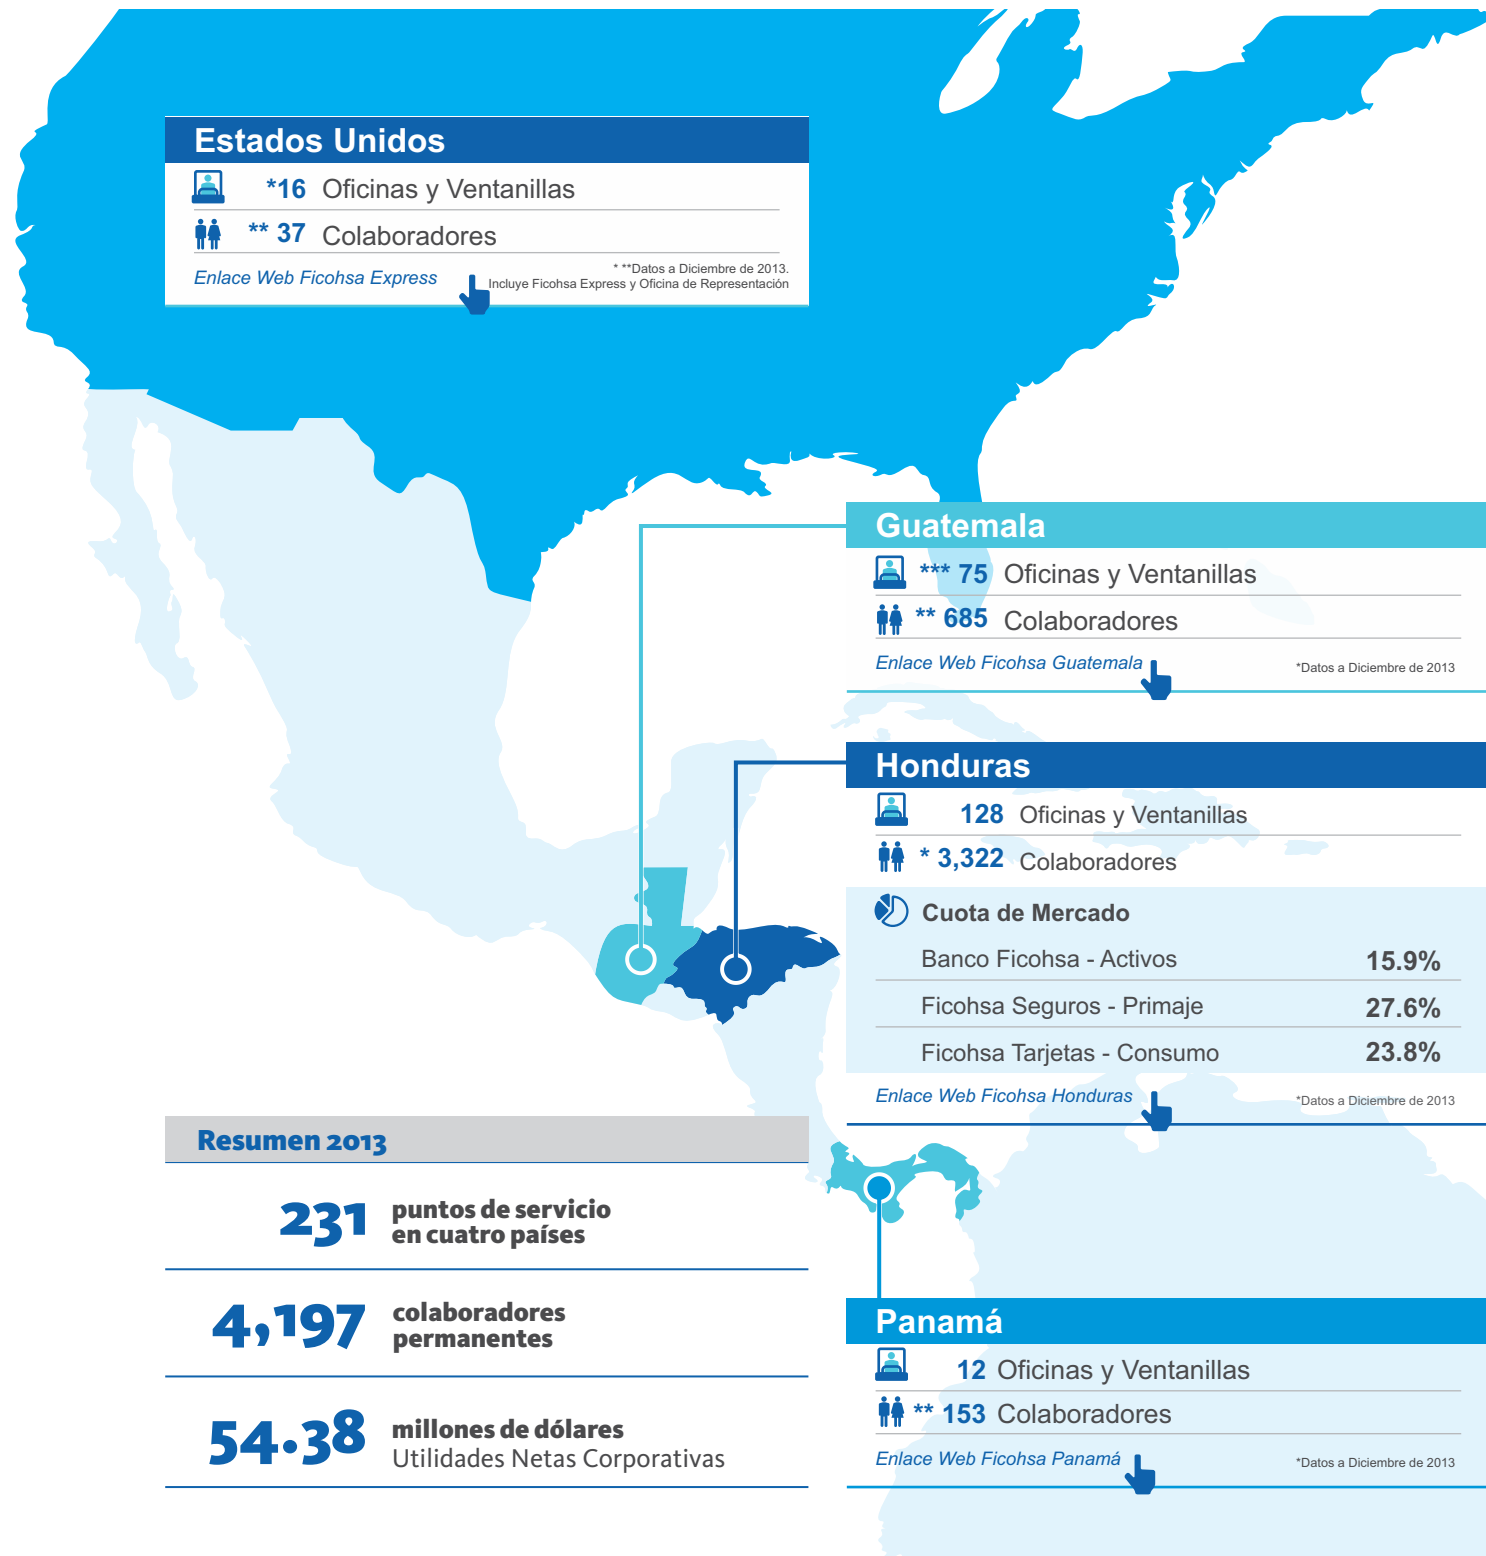 Estados Unidos
*16 Oficinas y Ventanillas
** 37 Colaboradores
Enlace Web Ficohsa Express
* **Datos a Diciembre de 2013.
Incluye Ficohsa Express y Oficina de Representación
Guatemala
*** 75 Oficinas y Ventanillas
** 685 Colaboradores
Enlace Web Ficohsa Guatemala
*Datos a Diciembre de 2013
Honduras
128 Oficinas y Ventanillas
* 3,322 Colaboradores
Cuota de Mercado
Banco Ficohsa - Activos 15.9%
Ficohsa Seguros - Primaje 27.6%
Ficohsa Tarjetas - Consumo 23.8%
Enlace Web Ficohsa Honduras
*Datos a Diciembre de 2013
Resumen 2013
231 puntos de servicio
en cuatro países
4,197 colaboradores
permanentes
54.38 millones de dólares
Utilidades Netas Corporativas
Panamá
12 Oficinas y Ventanillas
** 153 Colaboradores
Enlace Web Ficohsa Panamá
*Datos a Diciembre de 2013